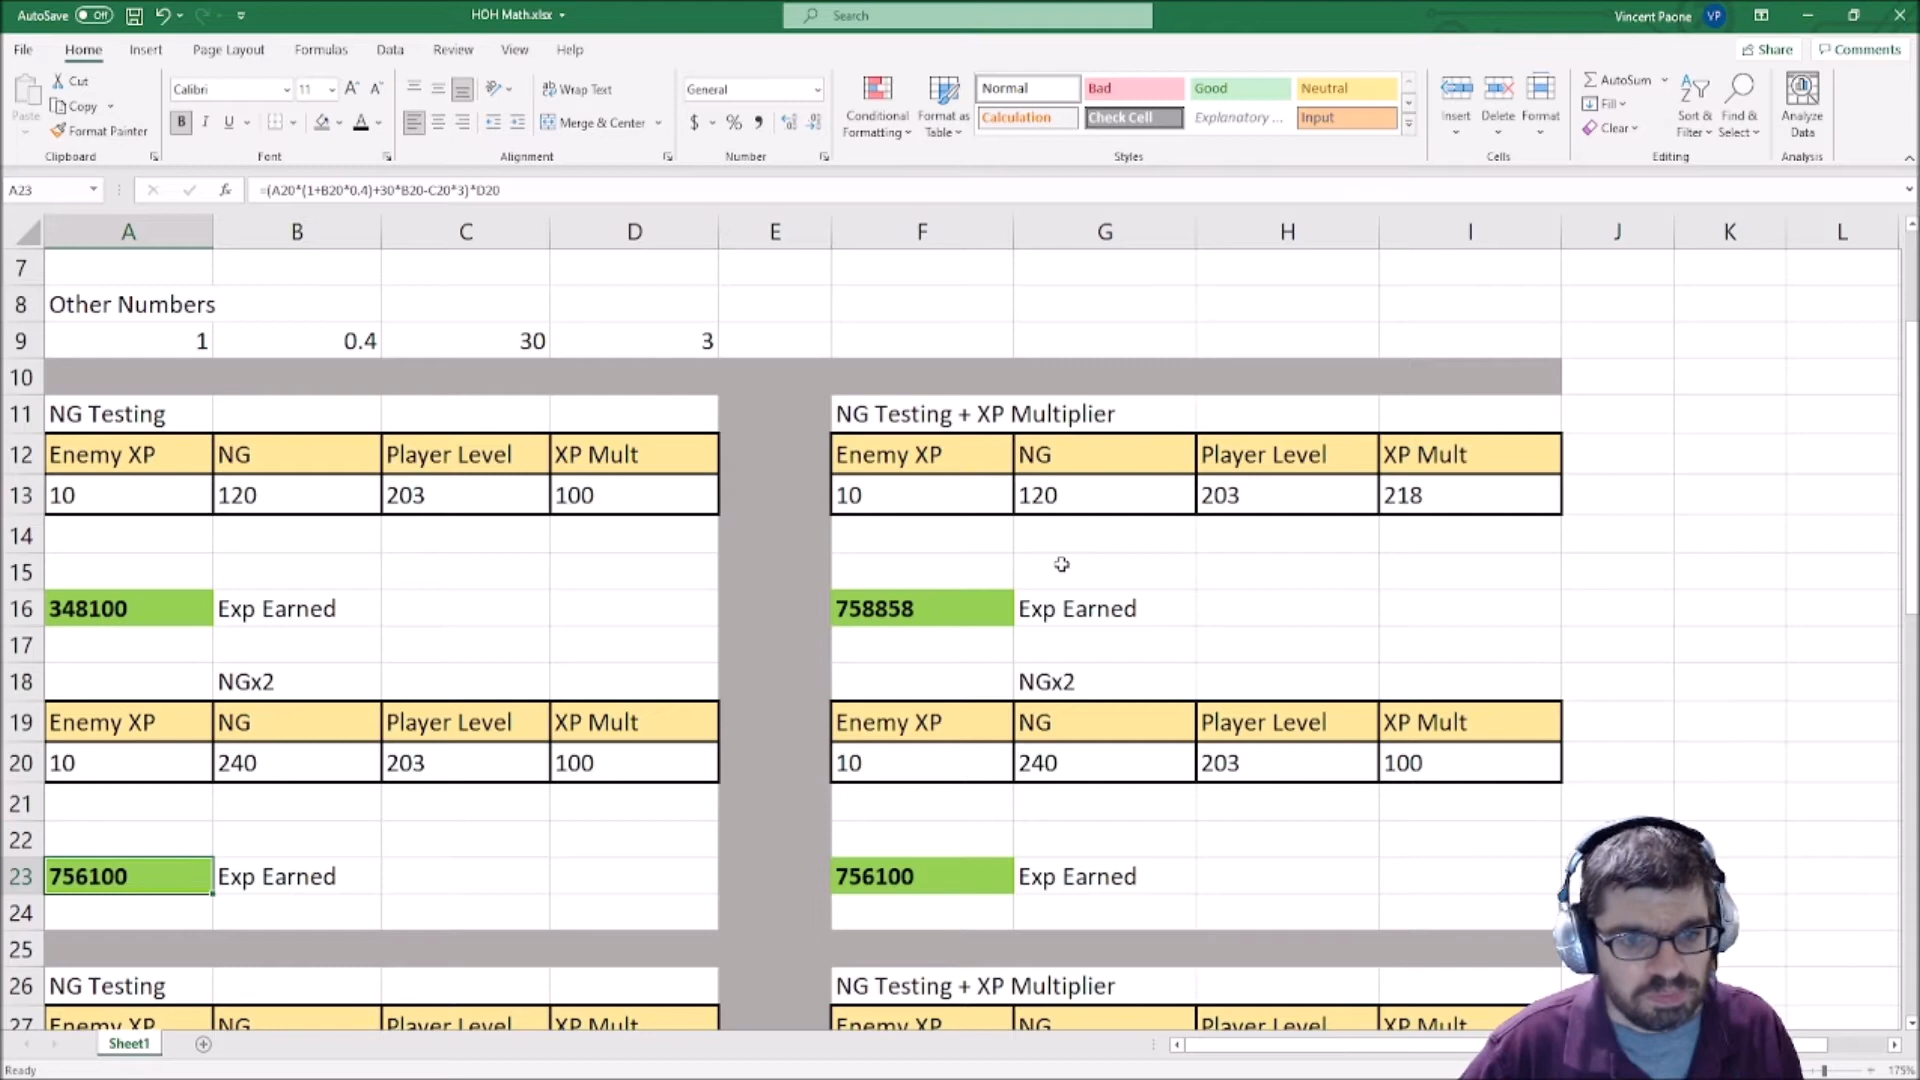 AutoSave Off HOH Math.xlsx Search Vincent Paone VP
File Home Insert Page Layout Formulas Data Review View Help Share Comments
Cut Calibri 11 A A Wrap Text General Normal Bad Good Neutral AutoSum
Paste Copy Conditional Formatting Format as Table Calculation Check Cell Explanatory ... Input Insert Delete Format Fill Sort & Filter Find & Select Analyze Data
Format Painter B I U A Merge & Center $ % Clear
Clipboard Font Alignment Number Styles Cells Editing Analysis
A23 fx =(A20*(1+B20*0.4)+30*B20-C20*3)*D20
A B C D E F G H I J K L
7
8 Other Numbers
9 1 0.4 30 3
10
11 NG Testing NG Testing + XP Multiplier
12 Enemy XP NG Player Level XP Mult Enemy XP NG Player Level XP Mult
13 10 120 203 100 10 120 203 218
14
15
16 348100 Exp Earned 758858 Exp Earned
17
18 NGx2 NGx2
19 Enemy XP NG Player Level XP Mult Enemy XP NG Player Level XP Mult
20 10 240 203 100 10 240 203 100
21
22
23 756100 Exp Earned 756100 Exp Earned
24
25
26 NG Testing NG Testing + XP Multiplier
27 Enemy XP NG Player Level XP Mult Enemy XP NG Player Level XP Mult
Sheet1
Ready 175%